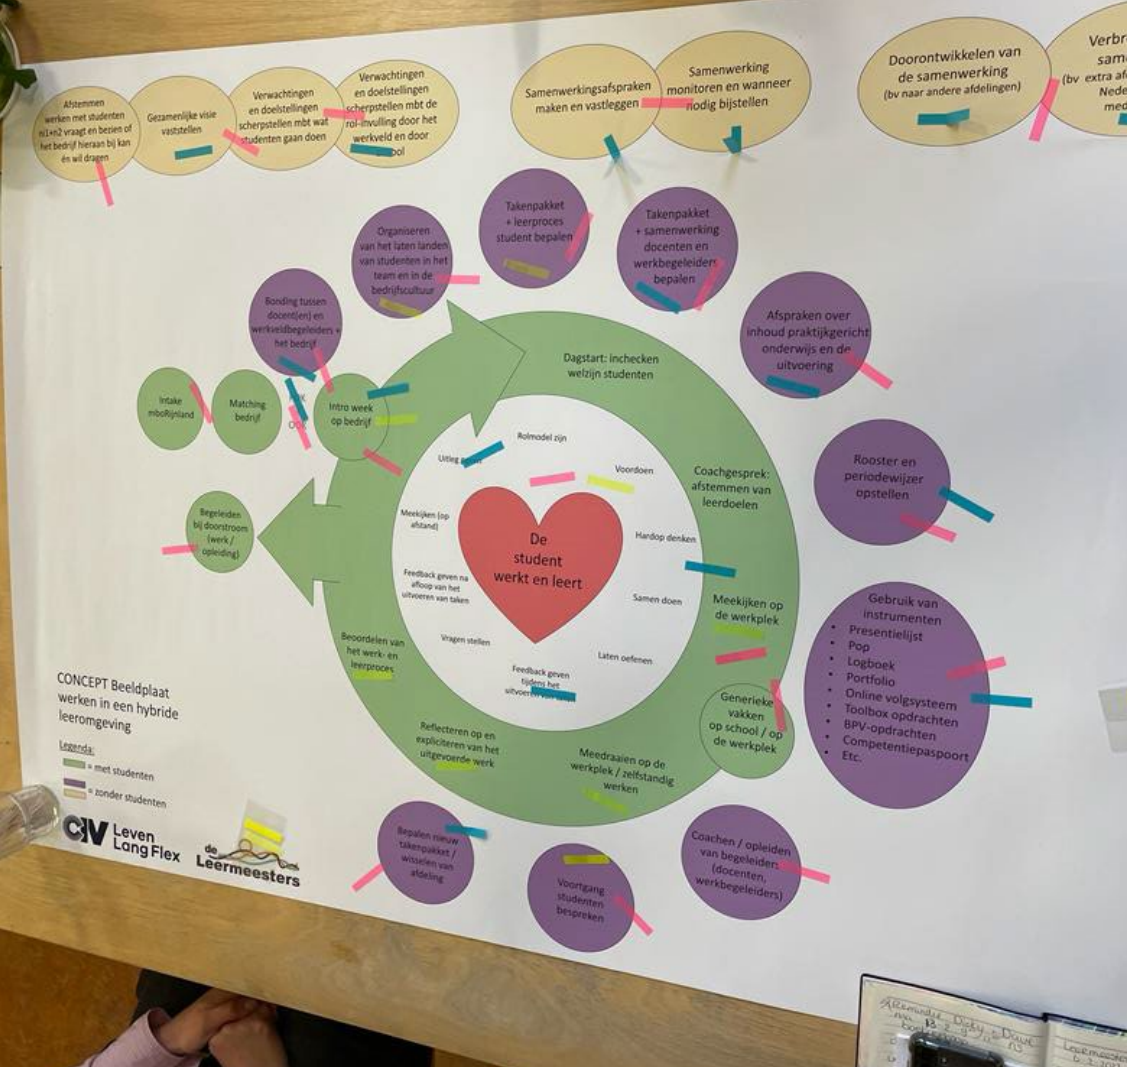 Afstemmen
werken met studenten
n1+n2 vraagt en bezien of
het bedrijf hieraan bij kan
én wil dragen
Gezamenlijke visie
vaststellen
Verwachtingen
en doelstellingen
scherpstellen mbt wat
studenten gaan doen
Verwachtingen
en doelstellingen
scherpstellen mbt de
rol-invulling door het
werkveld en door
Samenwerkingsafspraken
maken en vastleggen
Samenwerking
monitoren en wanneer
nodig bijstellen
Doorontwikkelen van
de samenwerking
(bv naar andere afdelingen)
Takenpakket
+ leerproces
student bepalen
Takenpakket
+ samenwerking
docenten en
werkbegeleiders
bepalen
Organiseren
van het laten landen
van studenten in het
team en in de
bedrijfscultuur
Bonding tussen
docent(en) en
werkveldbegeleiders +
het bedrijf
Afspraken over
inhoud praktijkgericht
onderwijs en de
uitvoering
Intake
mboRijnland
Matching
bedrijf
Intro week
op bedrijf
Dagstart: inchecken
welzijn studenten
Rooster en
periodewijzer
opstellen
Rolmodel zijn
Uitleg
Voordoen
Coachgesprek:
afstemmen van
leerdoelen
Begeleiden
bij doorstroom
(werk /
opleiding)
Meekijken (op
afstand)
De
student
werkt en leert
Hardop denken
Feedback geven na
afloop van het
uitvoeren van taken
Samen doen
Meekijken op
de werkplek
Gebruik van
instrumenten
• Presentielijst
• Pop
• Logboek
• Portfolio
• Online volgsysteem
• Toolbox opdrachten
• BPV-opdrachten
• Competentiepaspoort
• Etc.
Beoordelen van
het werk- en
leerproces
Vragen stellen
Laten oefenen
Feedback geven
tijdens het
Generieke
vakken
op school / op
de werkplek
Reflecteren op en
expliciteren van het
uitgevoerde werk
Meedraaien op de
werkplek / zelfstandig
werken
CONCEPT Beeldplaat
werken in een hybride
leeromgeving
Legenda:
= met studenten
= zonder studenten
CIV Leven
Lang Flex
de
Leermeesters
Bepalen nieuw
takenpakket /
wisselen van
afdeling
Voortgang
studenten
bespreken
Coachen / opleiden
van begeleiders
(docenten,
werkbegeleiders)